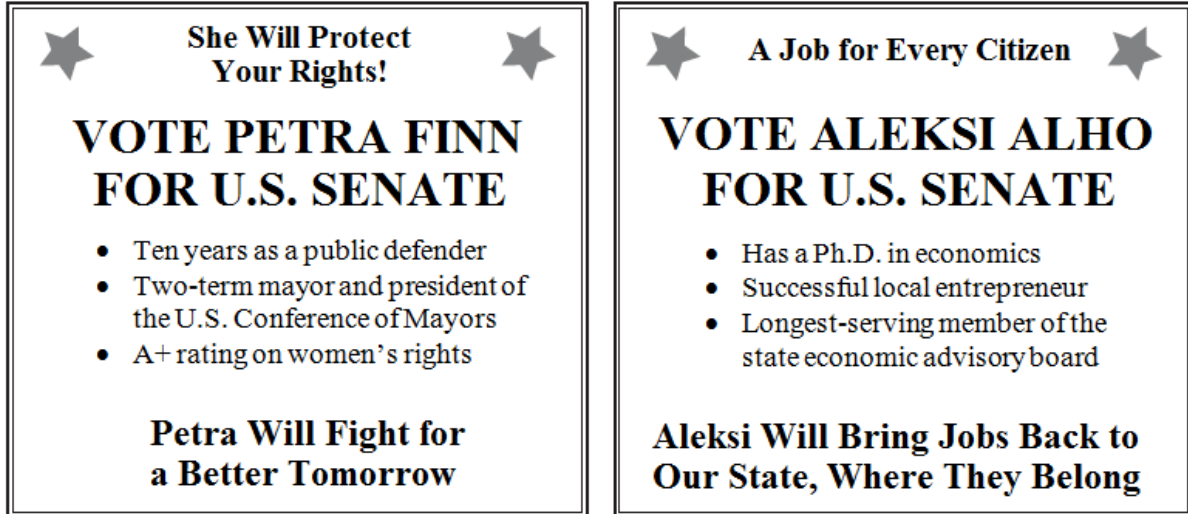 She Will Protect
Your Rights!
VOTE PETRA FINN
FOR U.S. SENATE
• Ten years as a public defender
• Two-term mayor and president of
the U.S. Conference of Mayors
• A+ rating on women's rights
Petra Will Fight for
a Better Tomorrow
A Job for Every Citizen
VOTE ALEKSI ALHO
FOR U.S. SENATE
• Has a Ph.D. in economics
• Successful local entrepreneur
• Longest-serving member of the
state economic advisory board
Aleksi Will Bring Jobs Back to
Our State, Where They Belong